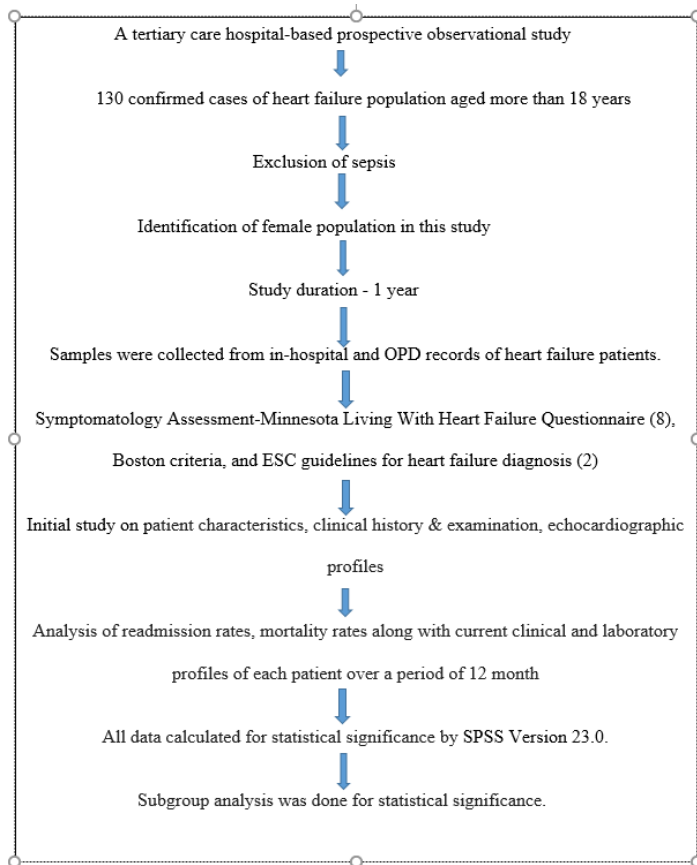 A tertiary care hospital-based prospective observational study
130 confirmed cases of heart failure population aged more than 18 years
Exclusion of sepsis
Identification of female population in this study
Study duration - 1 year
Samples were collected from in-hospital and OPD records of heart failure patients.
Symptomatology Assessment-Minnesota Living With Heart Failure Questionnaire (8),
Boston criteria, and ESC guidelines for heart failure diagnosis (2)
Initial study on patient characteristics, clinical history & examination, echocardiographic
profiles
Analysis of readmission rates, mortality rates along with current clinical and laboratory
profiles of each patient over a period of 12 month
All data calculated for statistical significance by SPSS Version 23.0.
Subgroup analysis was done for statistical significance.